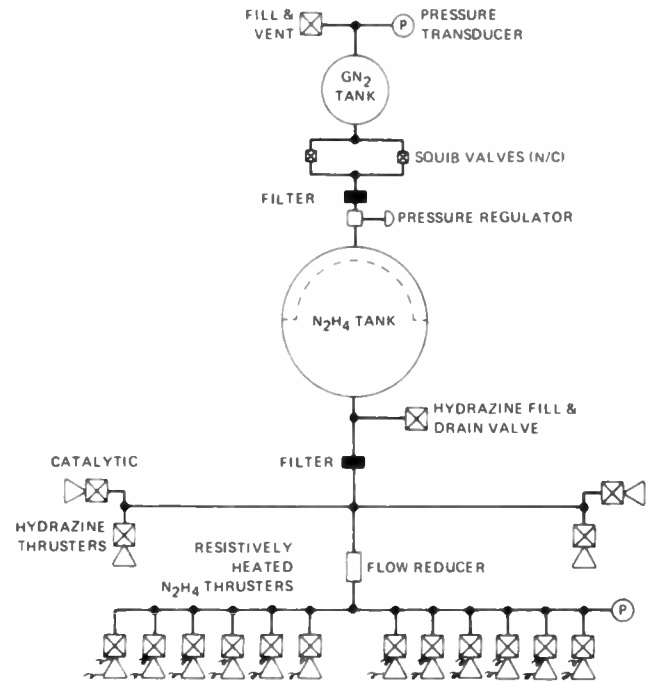 FILL &
VENT
P
PRESSURE
TRANSDUCER
GN2
TANK
SQUIB VALVES (N/C)
FILTER
PRESSURE REGULATOR
N2H4 TANK
HYDRAZINE FILL &
DRAIN VALVE
FILTER
CATALYTIC
HYDRAZINE
THRUSTERS
RESISTIVELY
HEATED
N2H4 THRUSTERS
FLOW REDUCER
P